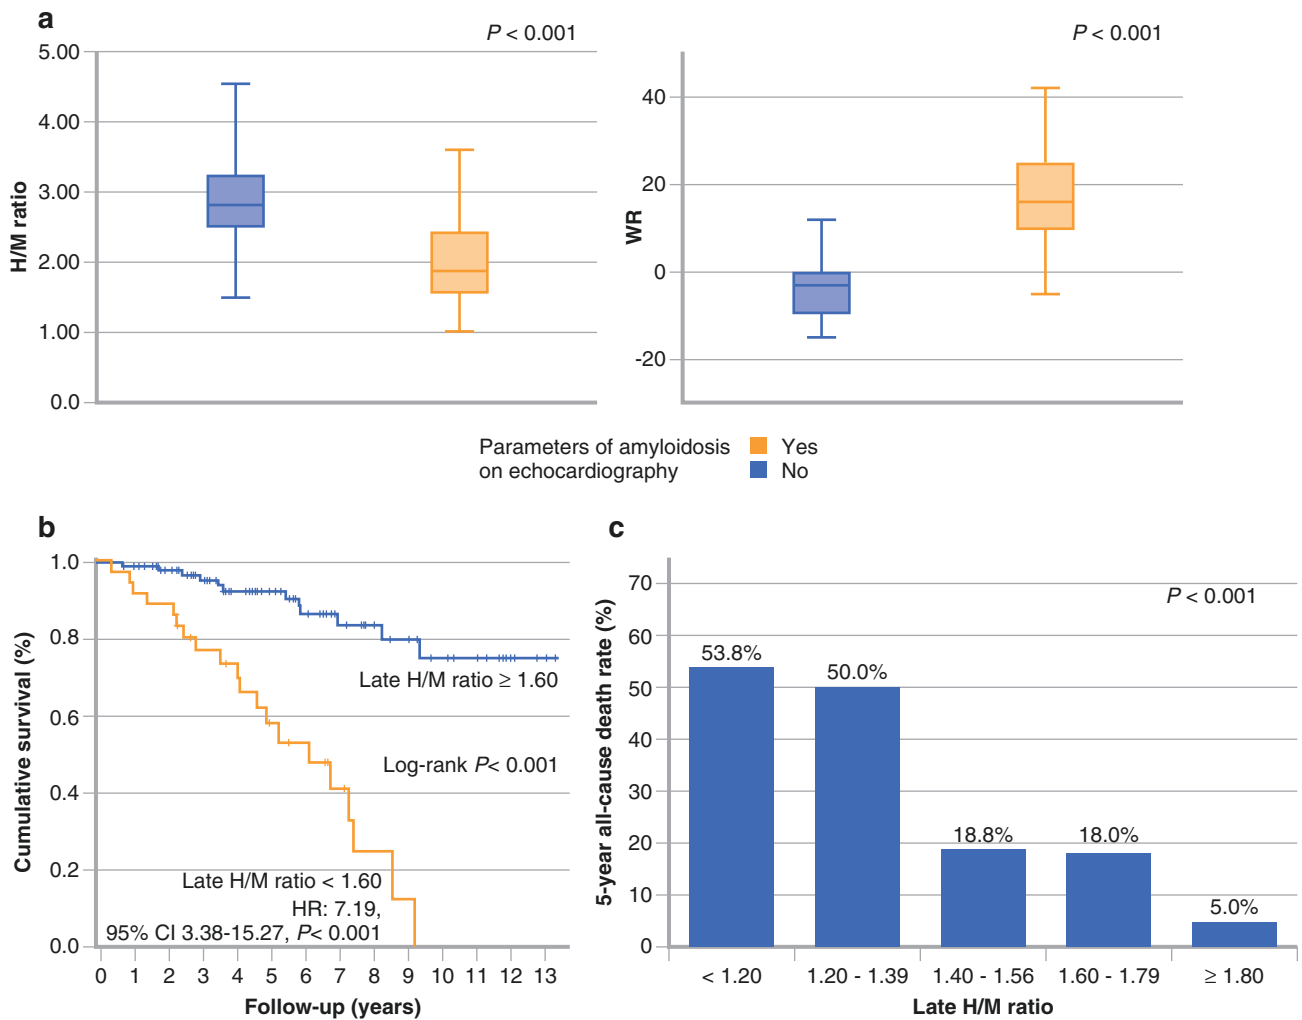 a
P < 0.001
5.00
4.00
3.00
2.00
1.00
0.0
H/M ratio
P < 0.001
40
20
0
-20
WR
Parameters of amyloidosis
on echocardiography
Yes
No
b
1.0
0.8
0.6
0.4
0.2
0.0
Cumulative survival (%)
Late H/M ratio ≥ 1.60
Log-rank P< 0.001
Late H/M ratio < 1.60
HR: 7.19,
95% CI 3.38-15.27, P< 0.001
0 1 2 3 4 5 6 7 8 9 10 11 12 13
Follow-up (years)
c
P < 0.001
70
60
50
40
30
20
10
0
5-year all-cause death rate (%)
53.8%
50.0%
18.8%
18.0%
5.0%
< 1.20 1.20 - 1.39 1.40 - 1.56 1.60 - 1.79 ≥ 1.80
Late H/M ratio